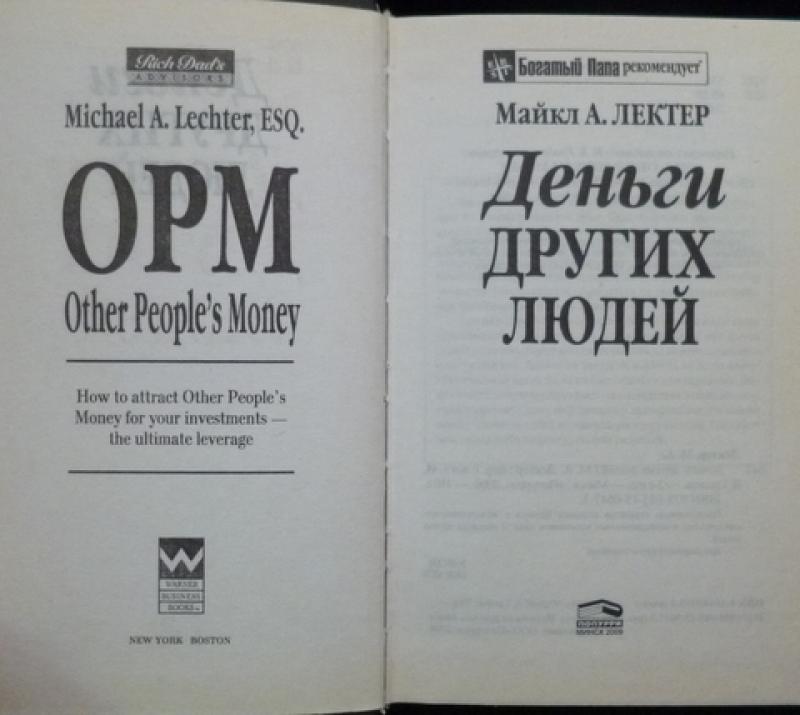 Rich Dad's
ADVISORS
Michael A. Lechter, ESQ.
OPM
Other People's Money
How to attract Other People's
Money for your investments —
the ultimate leverage
W
WARNER
BUSINESS
BOOKS
NEW YORK BOSTON
Богатый Папа рекомендует
Майкл А. ЛЕКТЕР
Деньги
ДРУГИХ
ЛЮДЕЙ
ПОПУРРИ
МИНСК 2009